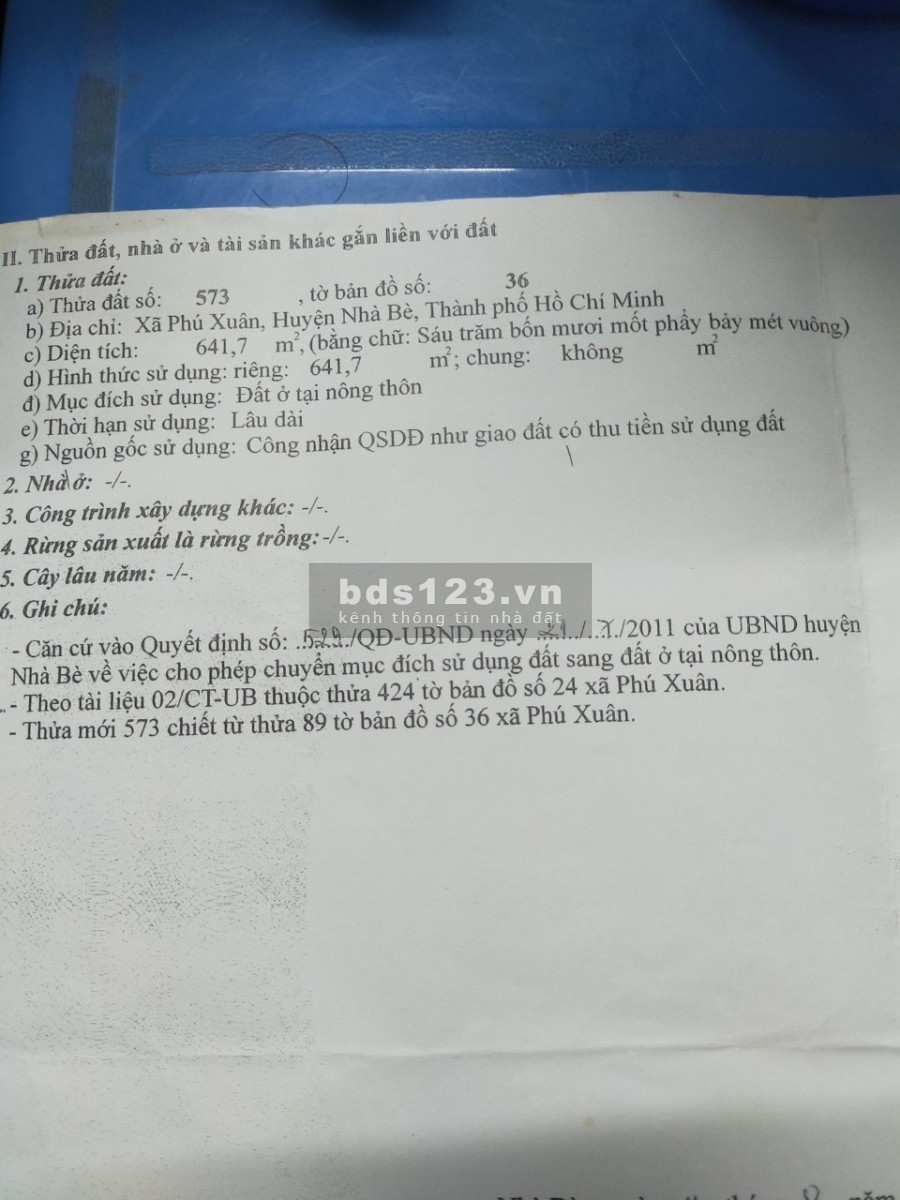 II. Thửa đất, nhà ở và tài sản khác gắn liền với đất
1. Thửa đất:
a) Thửa đất số: 573 , tờ bản đồ số: 36
b) Địa chỉ: Xã Phú Xuân, Huyện Nhà Bè, Thành phố Hồ Chí Minh
c) Diện tích: 641,7 m², (bằng chữ: Sáu trăm bốn mươi mốt phẩy bảy mét vuông)
d) Hình thức sử dụng: riêng: 641,7 m²; chung: không m²
đ) Mục đích sử dụng: Đất ở tại nông thôn
e) Thời hạn sử dụng: Lâu dài
g) Nguồn gốc sử dụng: Công nhận QSDĐ như giao đất có thu tiền sử dụng đất
2. Nhà ở: -/-.
3. Công trình xây dựng khác: -/-.
4. Rừng sản xuất là rừng trồng: -/-.
5. Cây lâu năm: -/-.
bds123.vn
kênh thông tin nhà đất
6. Ghi chú:
- Căn cứ vào Quyết định số: /QĐ-UBND ngày /2011 của UBND huyện
Nhà Bè về việc cho phép chuyển mục đích sử dụng đất sang đất ở tại nông thôn.
- Theo tài liệu 02/CT-UB thuộc thửa 424 tờ bản đồ số 24 xã Phú Xuân.
- Thửa mới 573 chiết từ thửa 89 tờ bản đồ số 36 xã Phú Xuân.